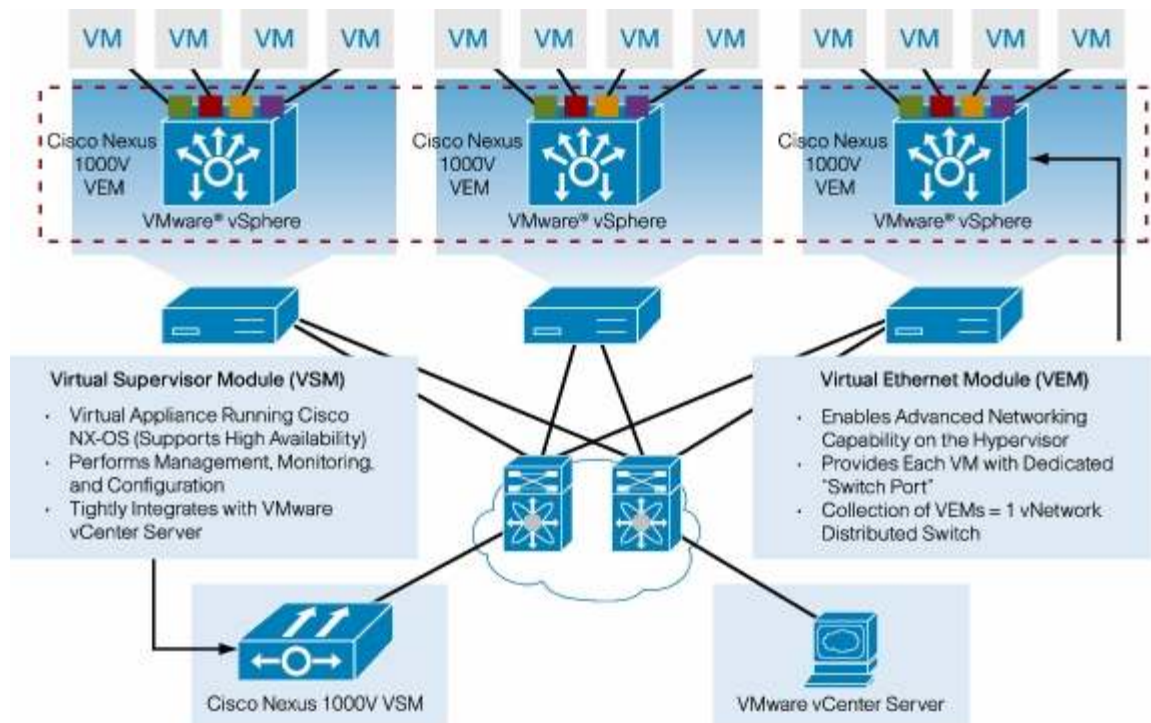 VM VM VM VM VM VM VM VM VM VM VM VM
Cisco Nexus
1000V
VEM
VMware® vSphere
Cisco Nexus
1000V
VEM
VMware® vSphere
Cisco Nexus
1000V
VEM
VMware® vSphere
Virtual Supervisor Module (VSM)
· Virtual Appliance Running Cisco
NX-OS (Supports High Availability)
· Performs Management, Monitoring,
and Configuration
· Tightly Integrates with VMware
vCenter Server
Virtual Ethernet Module (VEM)
· Enables Advanced Networking
Capability on the Hypervisor
· Provides Each VM with Dedicated
"Switch Port"
· Collection of VEMs = 1 vNetwork
Distributed Switch
Cisco Nexus 1000V VSM
VMware vCenter Server